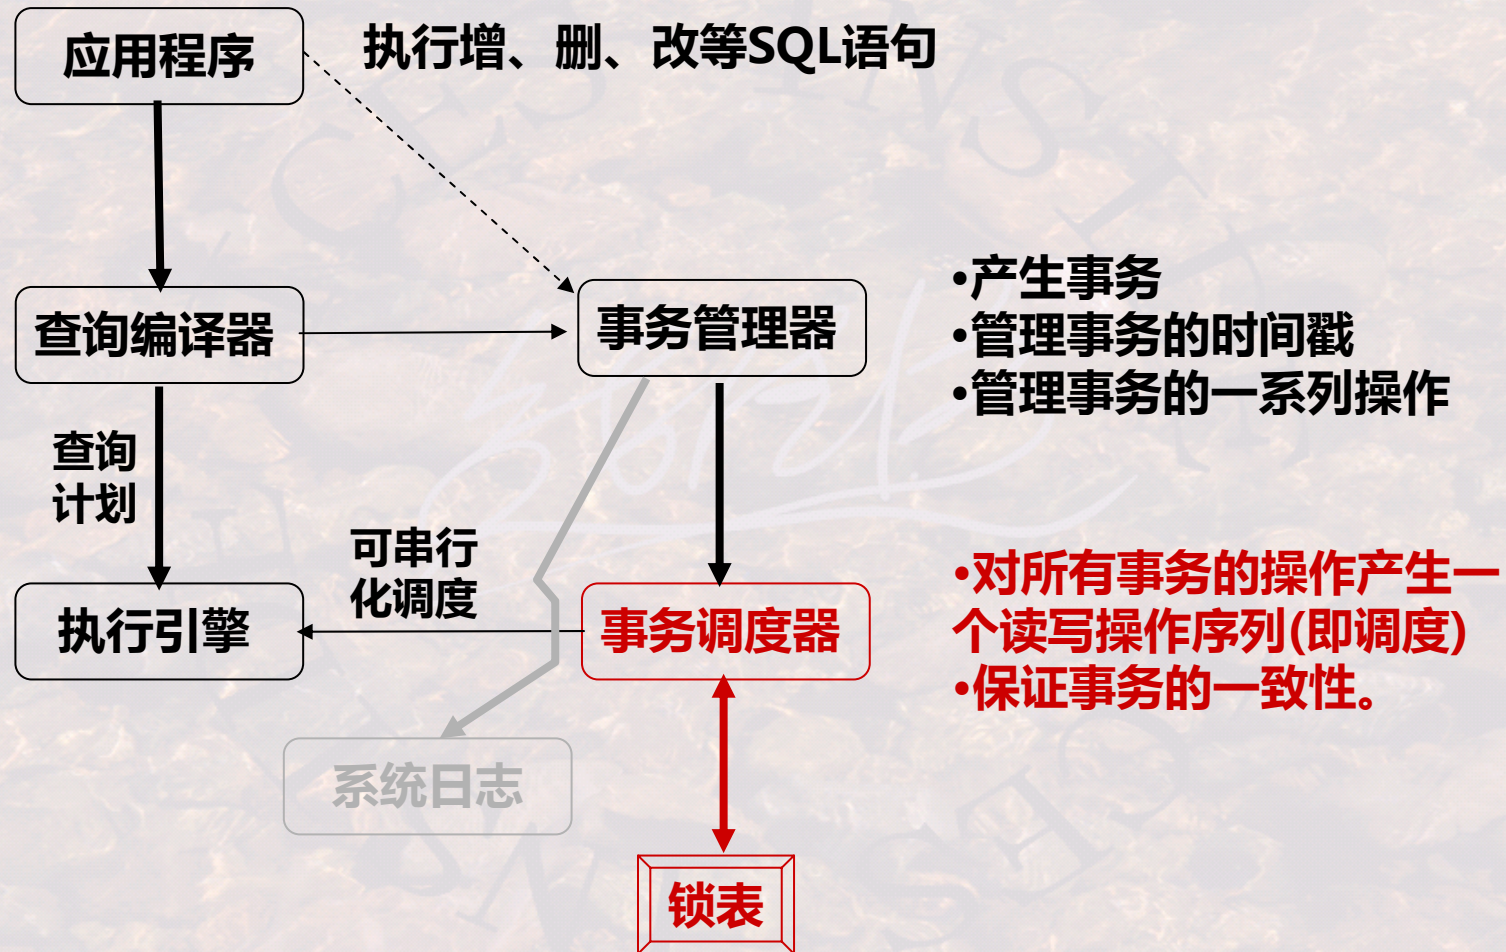 应用程序
执行增、删、改等SQL语句
查询编译器
事务管理器
•产生事务
•管理事务的时间戳
•管理事务的一系列操作
查询
计划
可串行
化调度
执行引擎
事务调度器
•对所有事务的操作产生一
个读写操作序列(即调度)
•保证事务的一致性。
系统日志
锁表